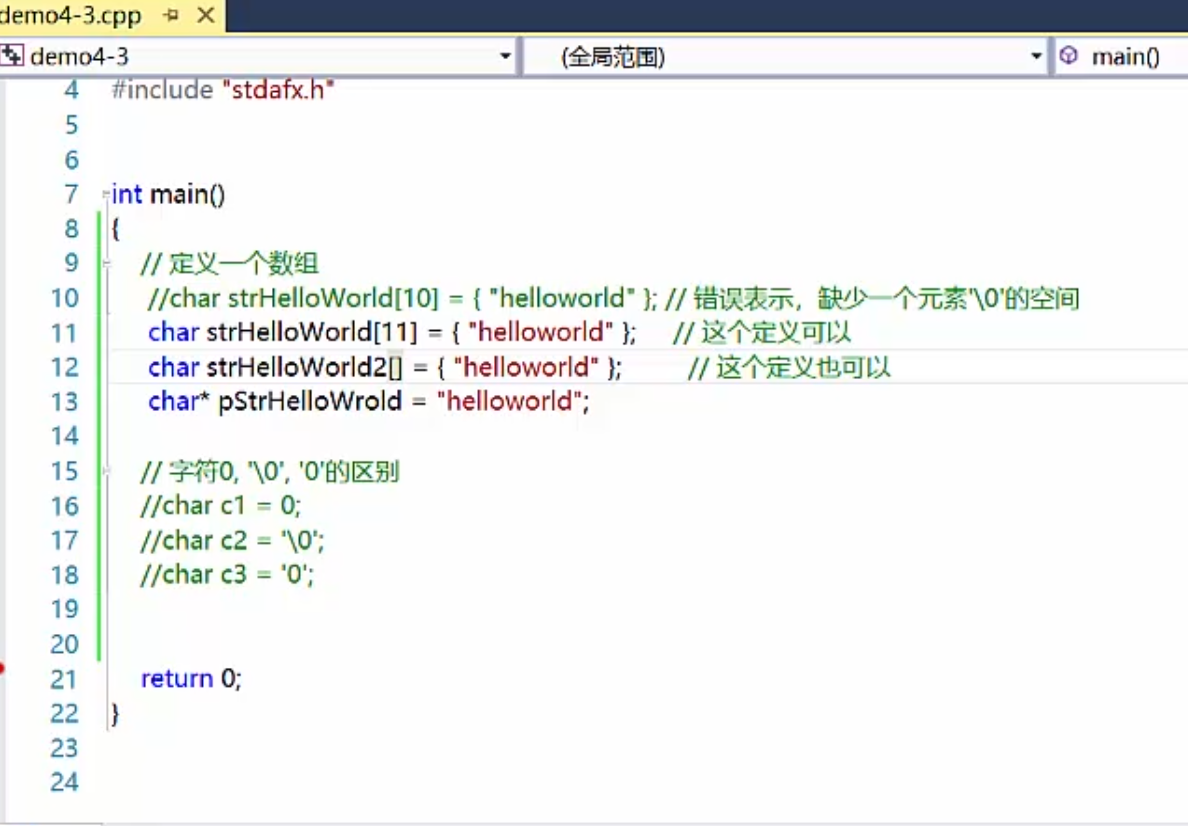 demo4-3.cpp
demo4-3 (全局范围) main()
4 #include "stdafx.h"
5
6
7 int main()
8 {
9 // 定义一个数组
10 //char strHelloWorld[10] = { "helloworld" }; // 错误表示，缺少一个元素'\0'的空间
11 char strHelloWorld[11] = { "helloworld" }; // 这个定义可以
12 char strHelloWorld2[] = { "helloworld" }; // 这个定义也可以
13 char* pStrHelloWrold = "helloworld";
14
15 // 字符0, '\0', '0'的区别
16 //char c1 = 0;
17 //char c2 = '\0';
18 //char c3 = '0';
19
20
21 return 0;
22 }
23
24